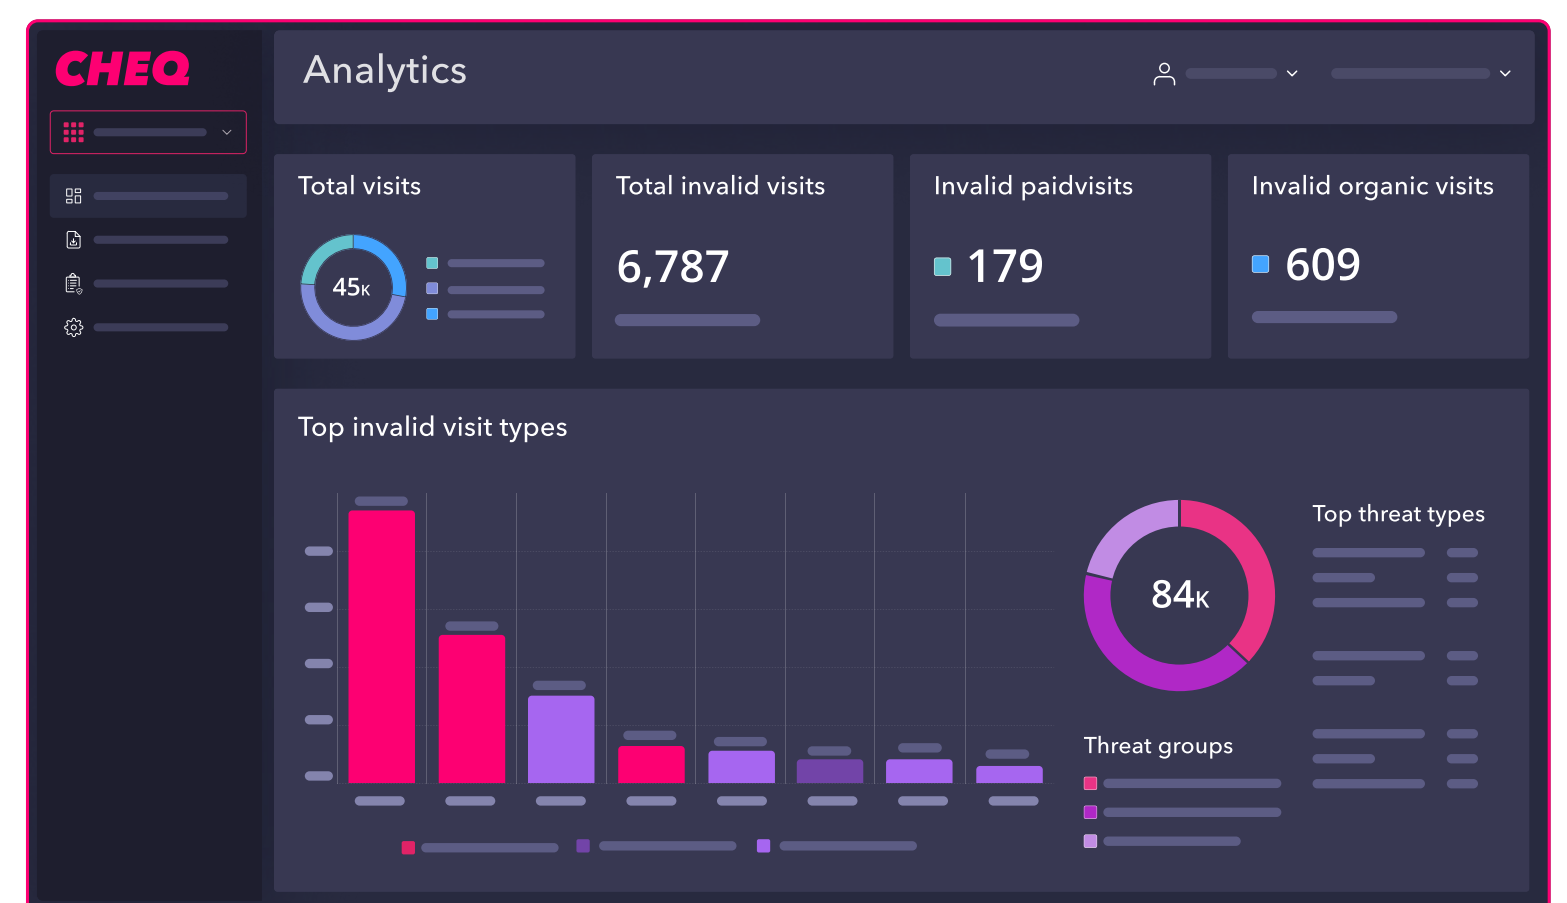 CHEQ
Analytics
Total visits
45K
Total invalid visits
6,787
Invalid paidvisits
179
Invalid organic visits
609
Top invalid visit types
84K
Top threat types
Threat groups